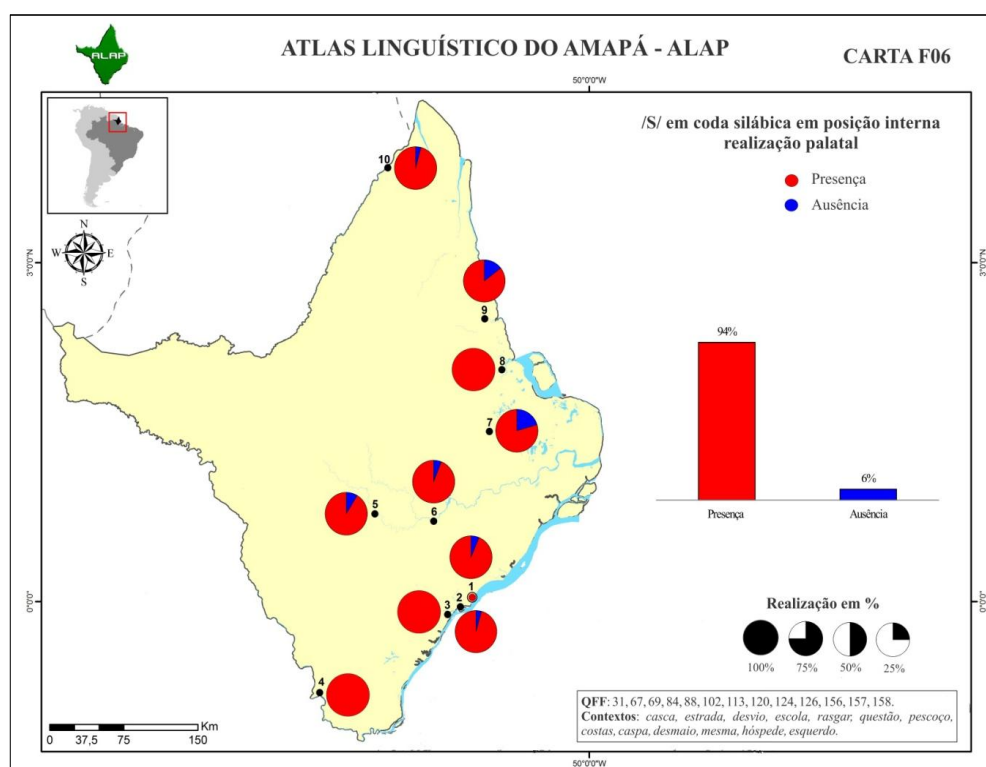 ALAP
ATLAS LINGUÍSTICO DO AMAPÁ - ALAP
CARTA F06
50°0'0"W
/S/ em coda silábica em posição interna
realização palatal
Presença
Ausência
N
W E
S
10
3°0'0"N
3°0'0"N
9
8
7
6
5
94%
6%
Presença
Ausência
1
2
3
0°0'0"
0°0'0"
4
Realização em %
100% 75% 50% 25%
Km
0 37,5 75 150
QFF: 31, 67, 69, 84, 88, 102, 113, 120, 124, 126, 156, 157, 158.
Contextos: casca, estrada, desvio, escola, rasgar, questão, pescoço,
costas, caspa, desmaio, mesma, hóspede, esquerdo.
50°0'0"W